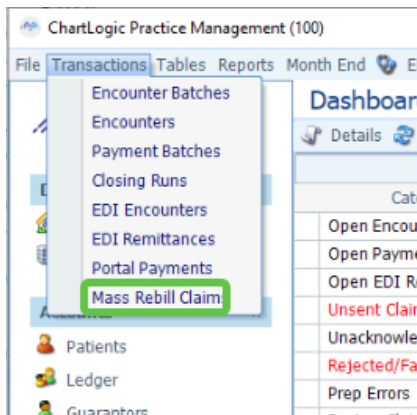 ChartLogic Practice Management (100)
File Transactions Tables Reports Month End
Encounter Batches
Encounters
Payment Batches
Closing Runs
EDI Encounters
EDI Remittances
Portal Payments
Mass Rebill Claims
Patients
Ledger
Guarantors
Dashboar
Details
Cat
Open Encou
Open Payme
Open EDI R
Unsent Clai
Unacknowle
Rejected/Fa
Prep Errors